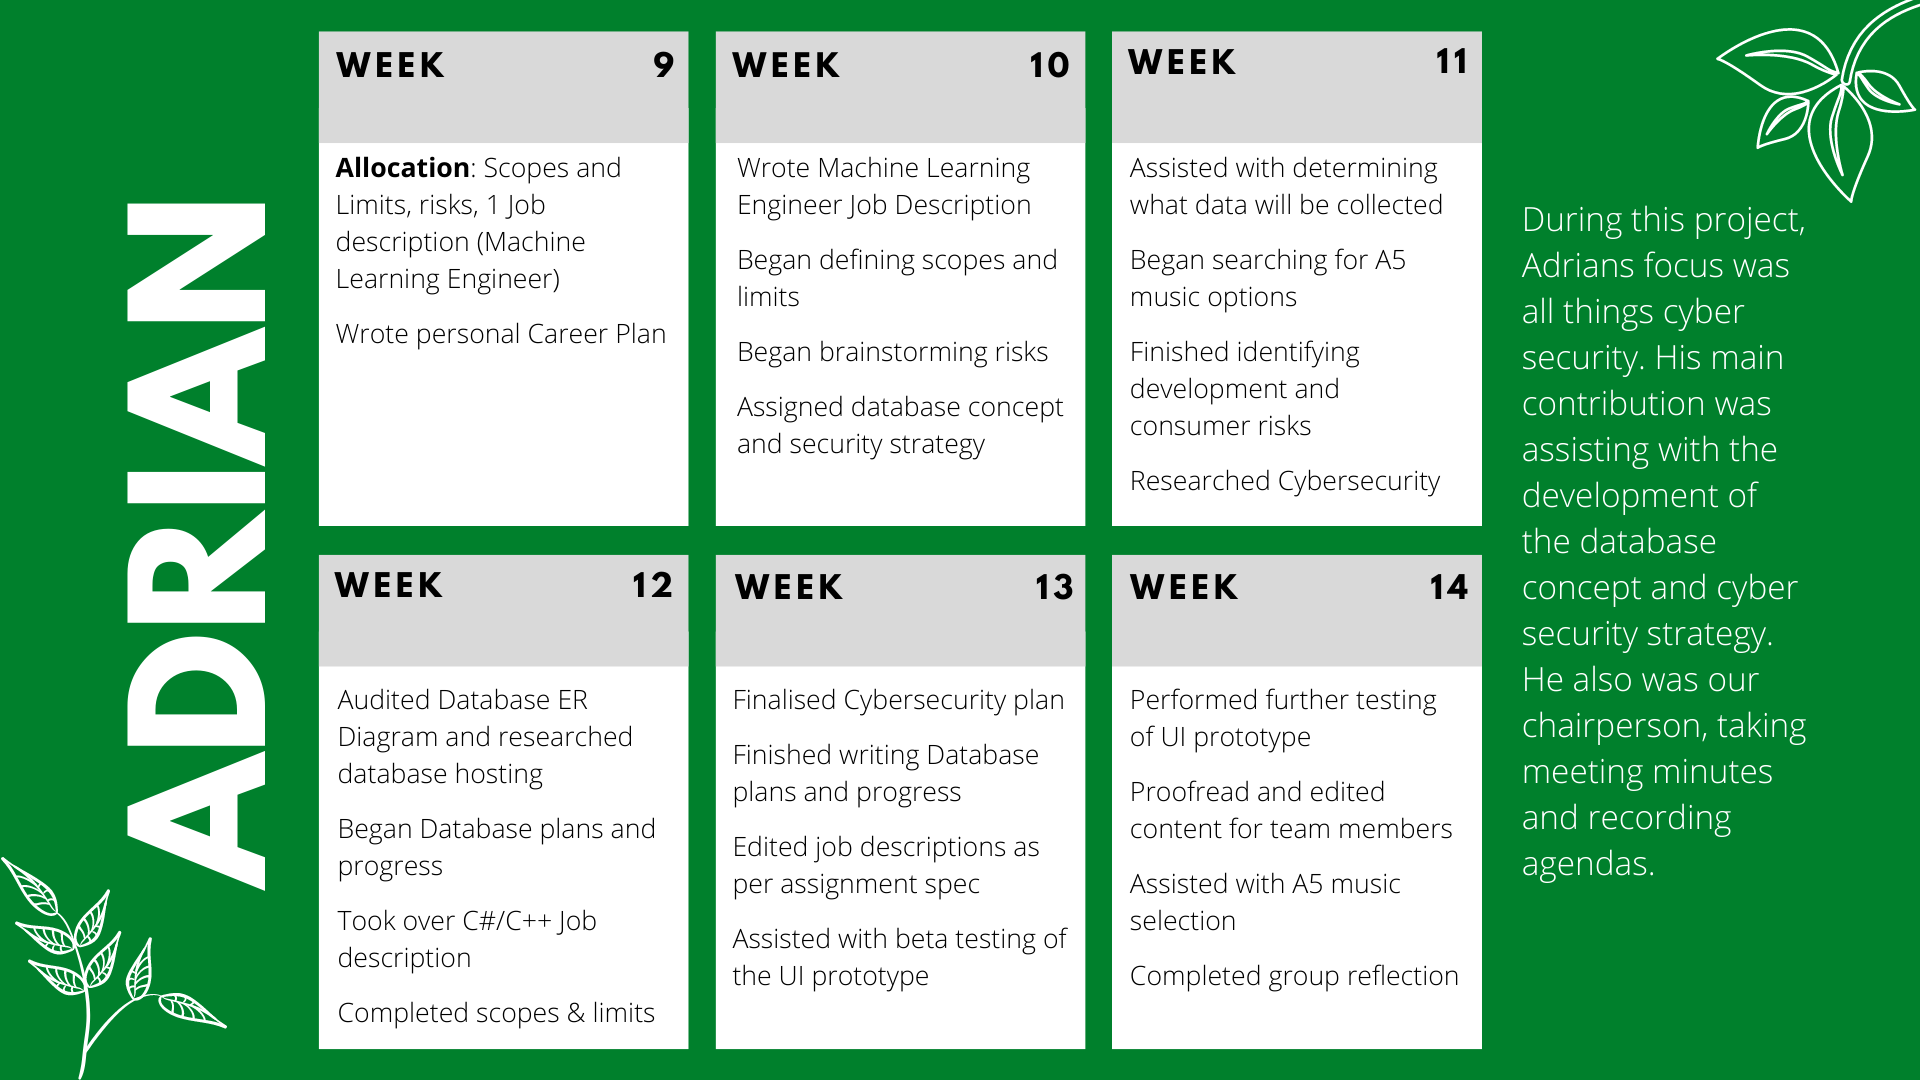 ADRIAN
WEEK 9
Allocation: Scopes and
Limits, risks, 1 Job
description (Machine
Learning Engineer)
Wrote personal Career Plan
WEEK 10
Wrote Machine Learning
Engineer Job Description
Began defining scopes and
limits
Began brainstorming risks
Assigned database concept
and security strategy
WEEK 11
Assisted with determining
what data will be collected
Began searching for A5
music options
Finished identifying
development and
consumer risks
Researched Cybersecurity
WEEK 12
Audited Database ER
Diagram and researched
database hosting
Began Database plans and
progress
Took over C#/C++ Job
description
Completed scopes & limits
WEEK 13
Finalised Cybersecurity plan
Finished writing Database
plans and progress
Edited job descriptions as
per assignment spec
Assisted with beta testing of
the UI prototype
WEEK 14
Performed further testing
of UI prototype
Proofread and edited
content for team members
Assisted with A5 music
selection
Completed group reflection
During this project,
Adrians focus was
all things cyber
security. His main
contribution was
assisting with the
development of
the database
concept and cyber
security strategy.
He also was our
chairperson, taking
meeting minutes
and recording
agendas.